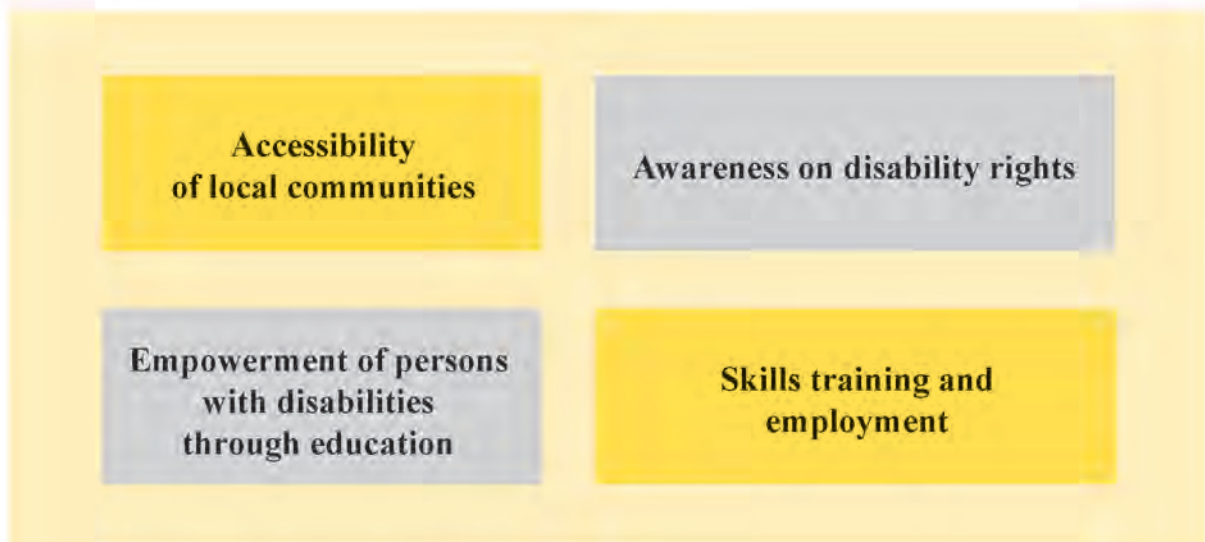 Accessibility
of local communities
Awareness on disability rights
Empowerment of persons
with disabilities
through education
Skills training and
employment